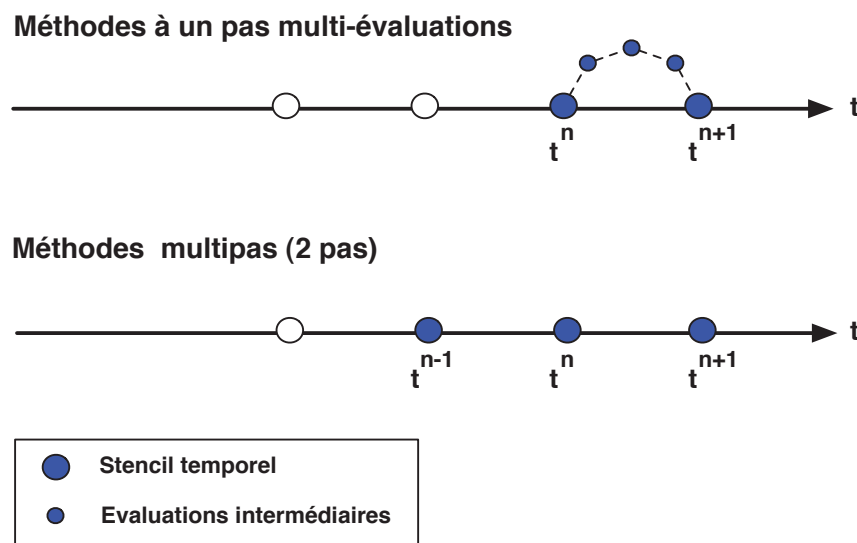 Méthodes à un pas multi-évaluations
t
t^n t^n+1
Méthodes multipas (2 pas)
t
t^n-1 t^n t^n+1
Stencil temporel
Evaluations intermédiaires